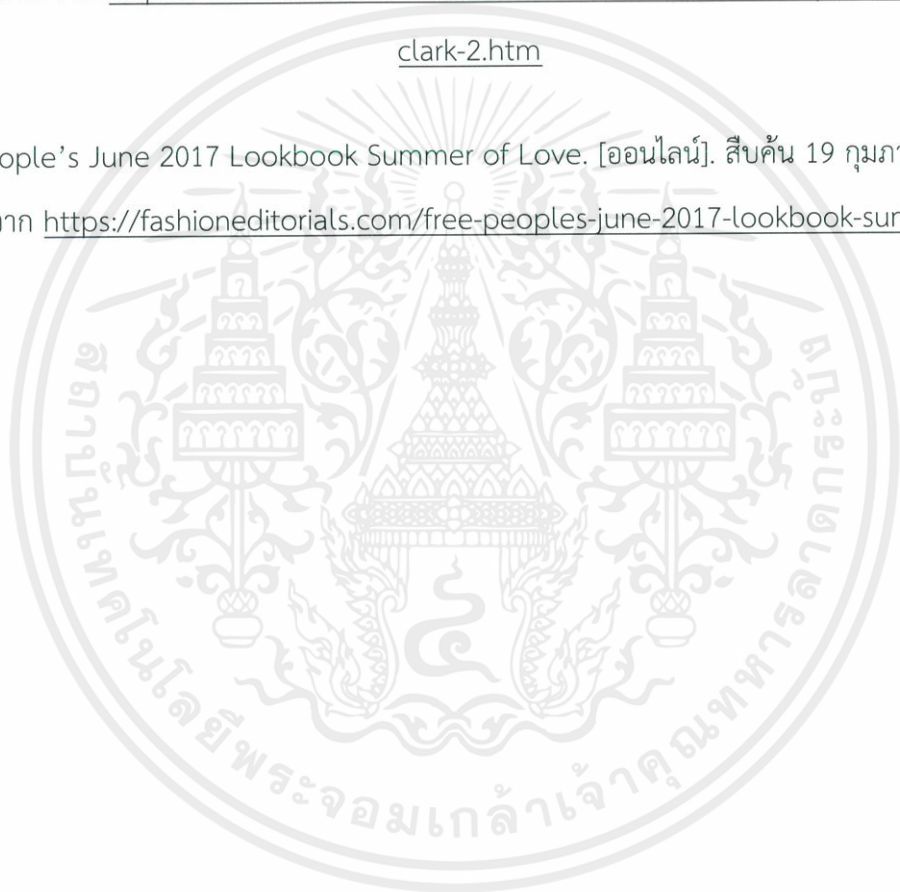 clark-2.htm
ople's June 2017 Lookbook Summer of Love. [ออนไลน์]. สืบค้น 19 กุมภา
าก https://fashioneditorials.com/free-peoples-june-2017-lookbook-sur
สถาบันเทคโนโลยีพระจอมเกล้าเจ้าคุณทหารลาดกระบัง